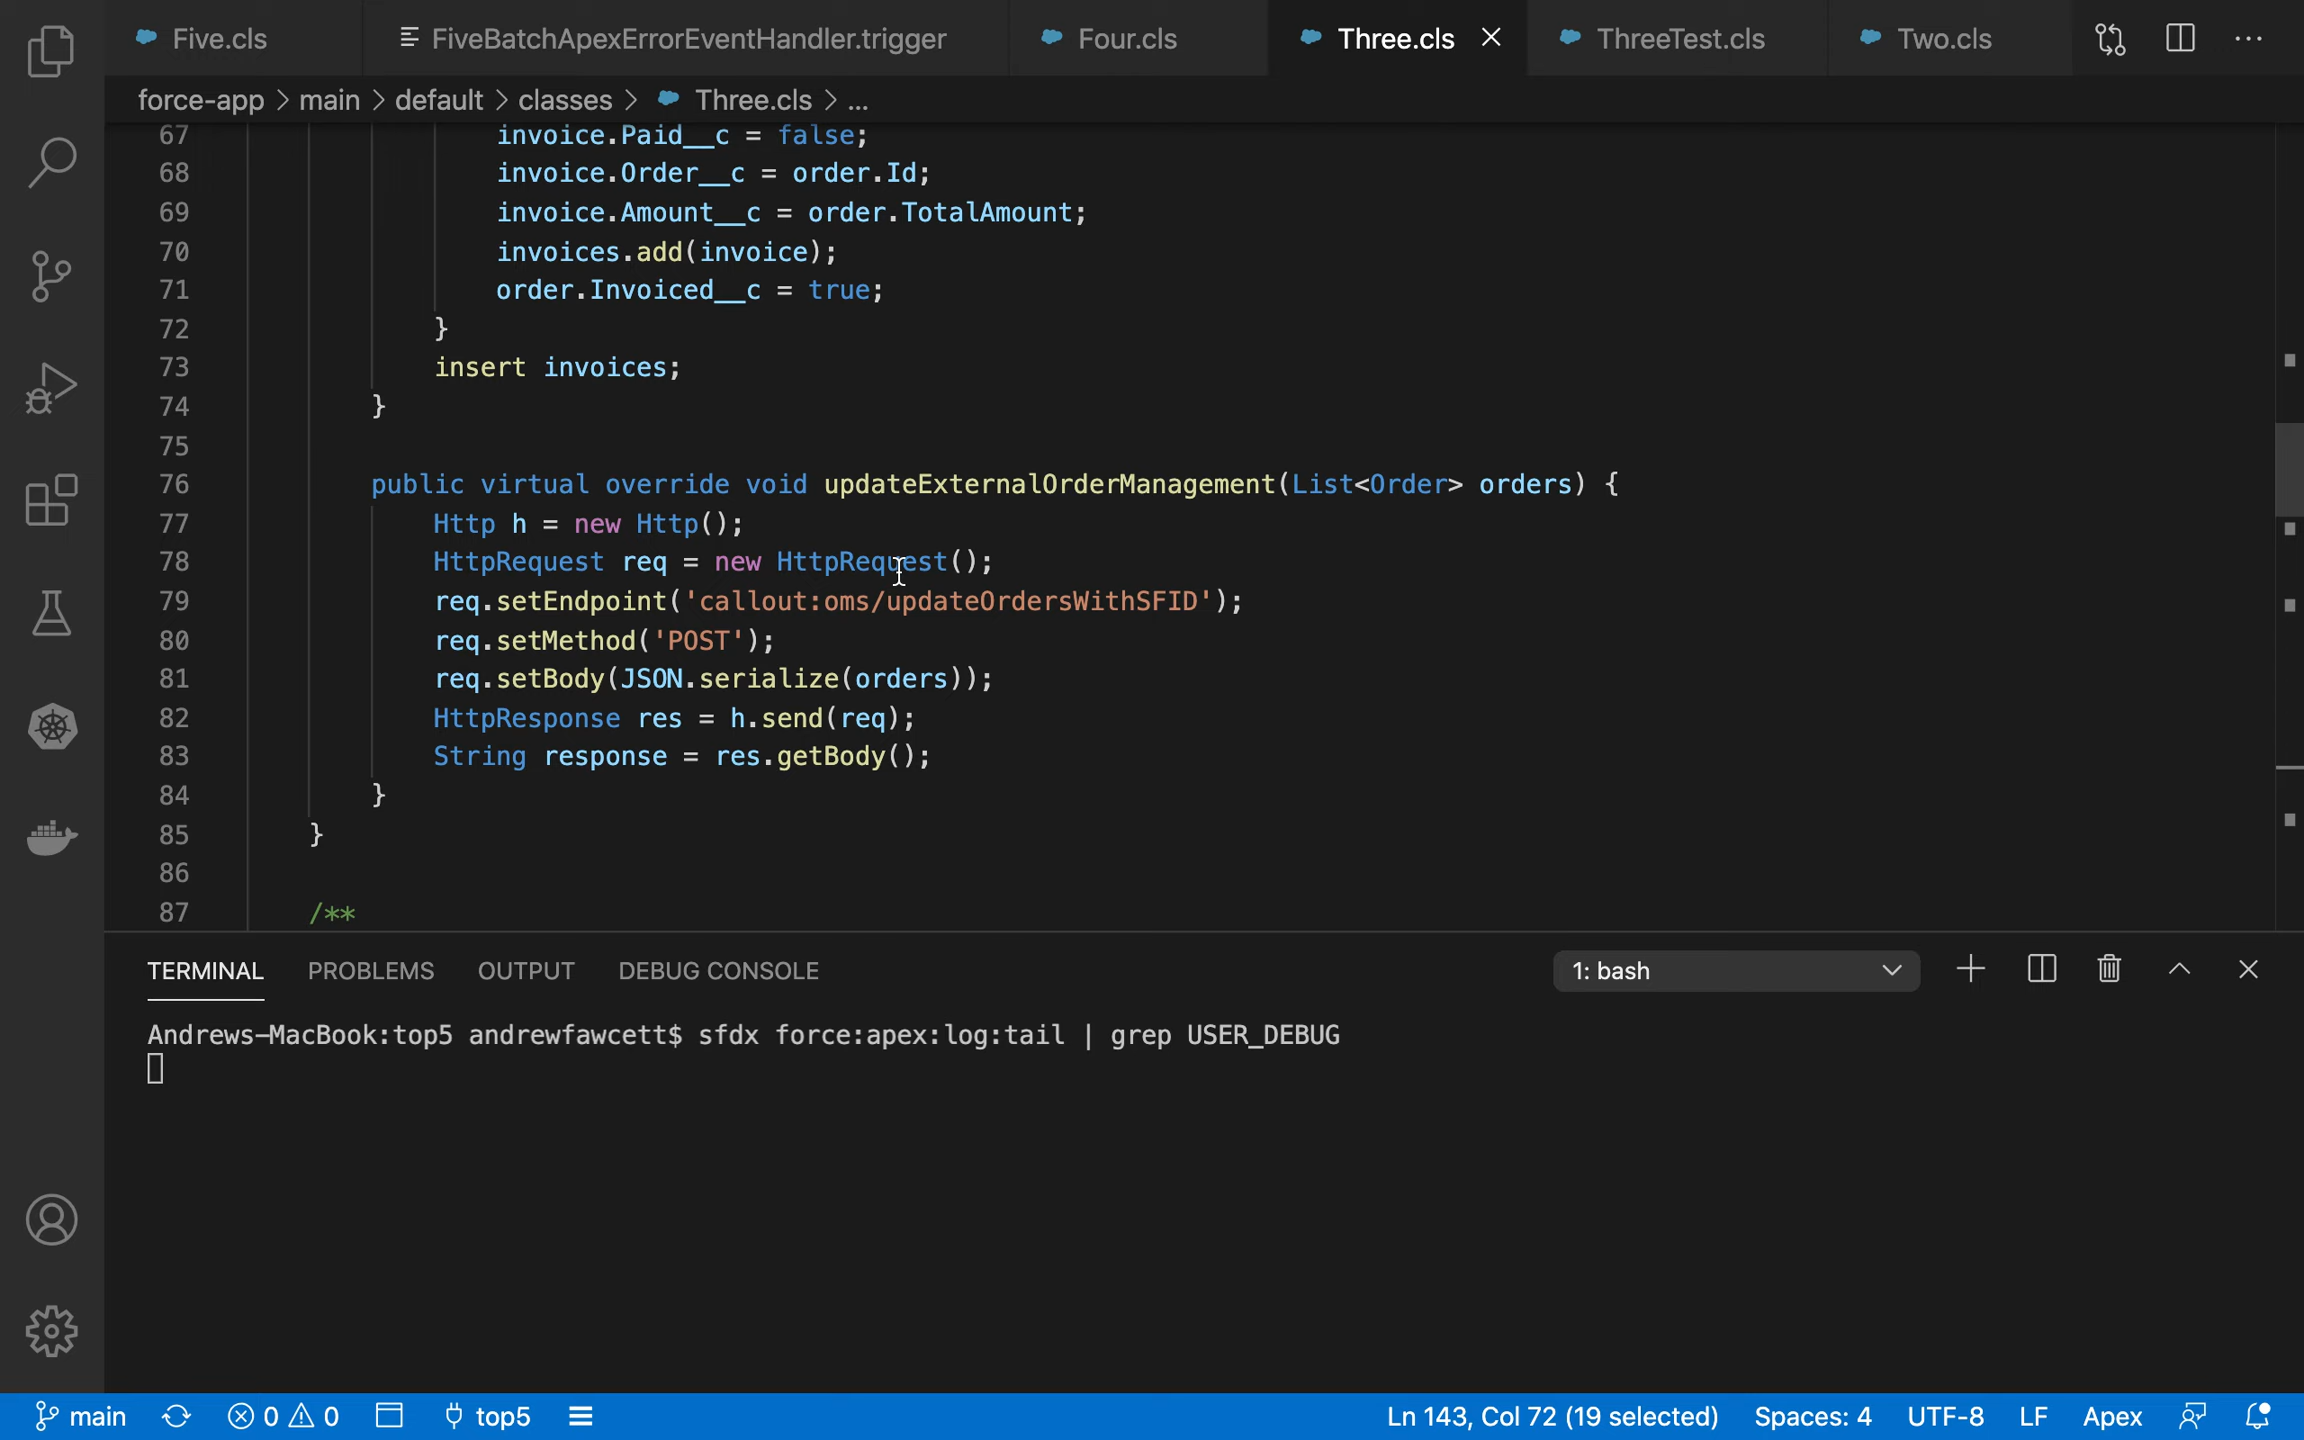 Five.cls FiveBatchApexErrorEventHandler.trigger Four.cls Three.cls ThreeTest.cls Two.cls
force-app > main > default > classes > Three.cls > ...
67 invoice.Paid__c = false;
68 invoice.Order__c = order.Id;
69 invoice.Amount__c = order.TotalAmount;
70 invoices.add(invoice);
71 order.Invoiced__c = true;
72 }
73 insert invoices;
74 }
75
76 public virtual override void updateExternalOrderManagement(List<Order> orders) {
77 Http h = new Http();
78 HttpRequest req = new HttpRequest();
79 req.setEndpoint('callout:oms/updateOrdersWithSFID');
80 req.setMethod('POST');
81 req.setBody(JSON.serialize(orders));
82 HttpResponse res = h.send(req);
83 String response = res.getBody();
84 }
85 }
86
87 /**
TERMINAL PROBLEMS OUTPUT DEBUG CONSOLE 1: bash
Andrews-MacBook:top5 andrewfawcett$ sfdx force:apex:log:tail | grep USER_DEBUG
main 0 0 top5 Ln 143, Col 72 (19 selected) Spaces: 4 UTF-8 LF Apex